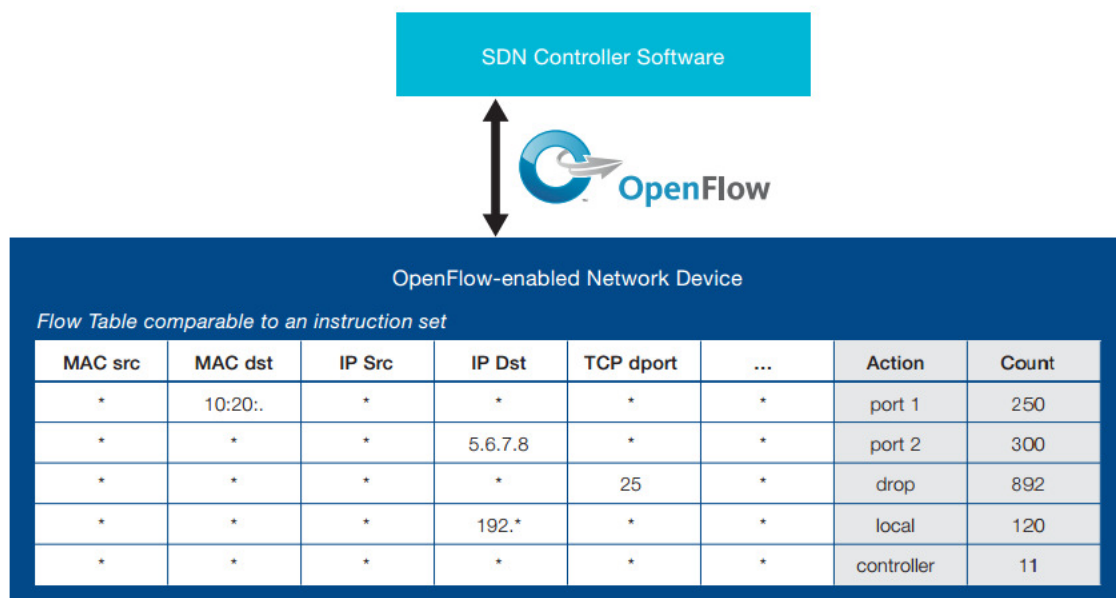 SDN Controller Software
OpenFlow
OpenFlow-enabled Network Device
Flow Table comparable to an instruction set
MAC src MAC dst IP Src IP Dst TCP dport ... Action Count
* 10:20:. * * * * port 1 250
* * * 5.6.7.8 * * port 2 300
* * * * 25 * drop 892
* * * 192.* * * local 120
* * * * * * controller 11